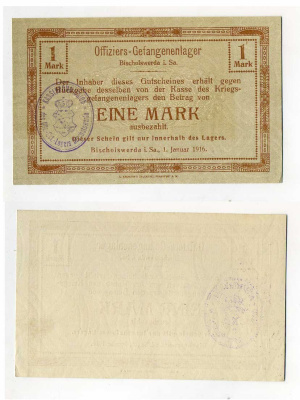 1
Mark
Offiziers-Gefangenenlager
Bischofswerda i. Sa.
1
Mark
Der Inhaber dieses Gutscheines erhält gegen
Rückgabe desselben von der Kasse des Kriegs-
gefangenenlagers den Betrag von
EINE MARK
ausbezahlt.
Dieser Schein gilt nur innerhalb des Lagers.
Bischofswerda i. Sa., 1. Januar 1916.